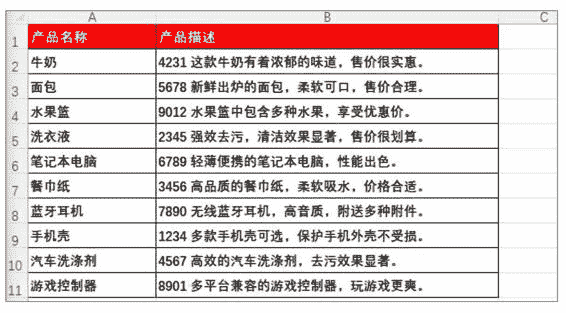 A B C
1 产品名称 产品描述
2 牛奶 4231 这款牛奶有着浓郁的味道，售价很实惠。
3 面包 5678 新鲜出炉的面包，柔软可口，售价合理。
4 水果篮 9012 水果篮中包含多种水果，享受优惠价。
5 洗衣液 2345 强效去污，清洁效果显著，售价很划算。
6 笔记本电脑 6789 轻薄便携的笔记本电脑，性能出色。
7 餐巾纸 3456 高品质的餐巾纸，柔软吸水，价格合适。
8 蓝牙耳机 7890 无线蓝牙耳机，高音质，附送多种附件。
9 手机壳 1234 多款手机壳可选，保护手机外壳不受损。
10 汽车洗涤剂 4567 高效的汽车洗涤剂，去污效果显著。
11 游戏控制器 8901 多平台兼容的游戏控制器，玩游戏更爽。